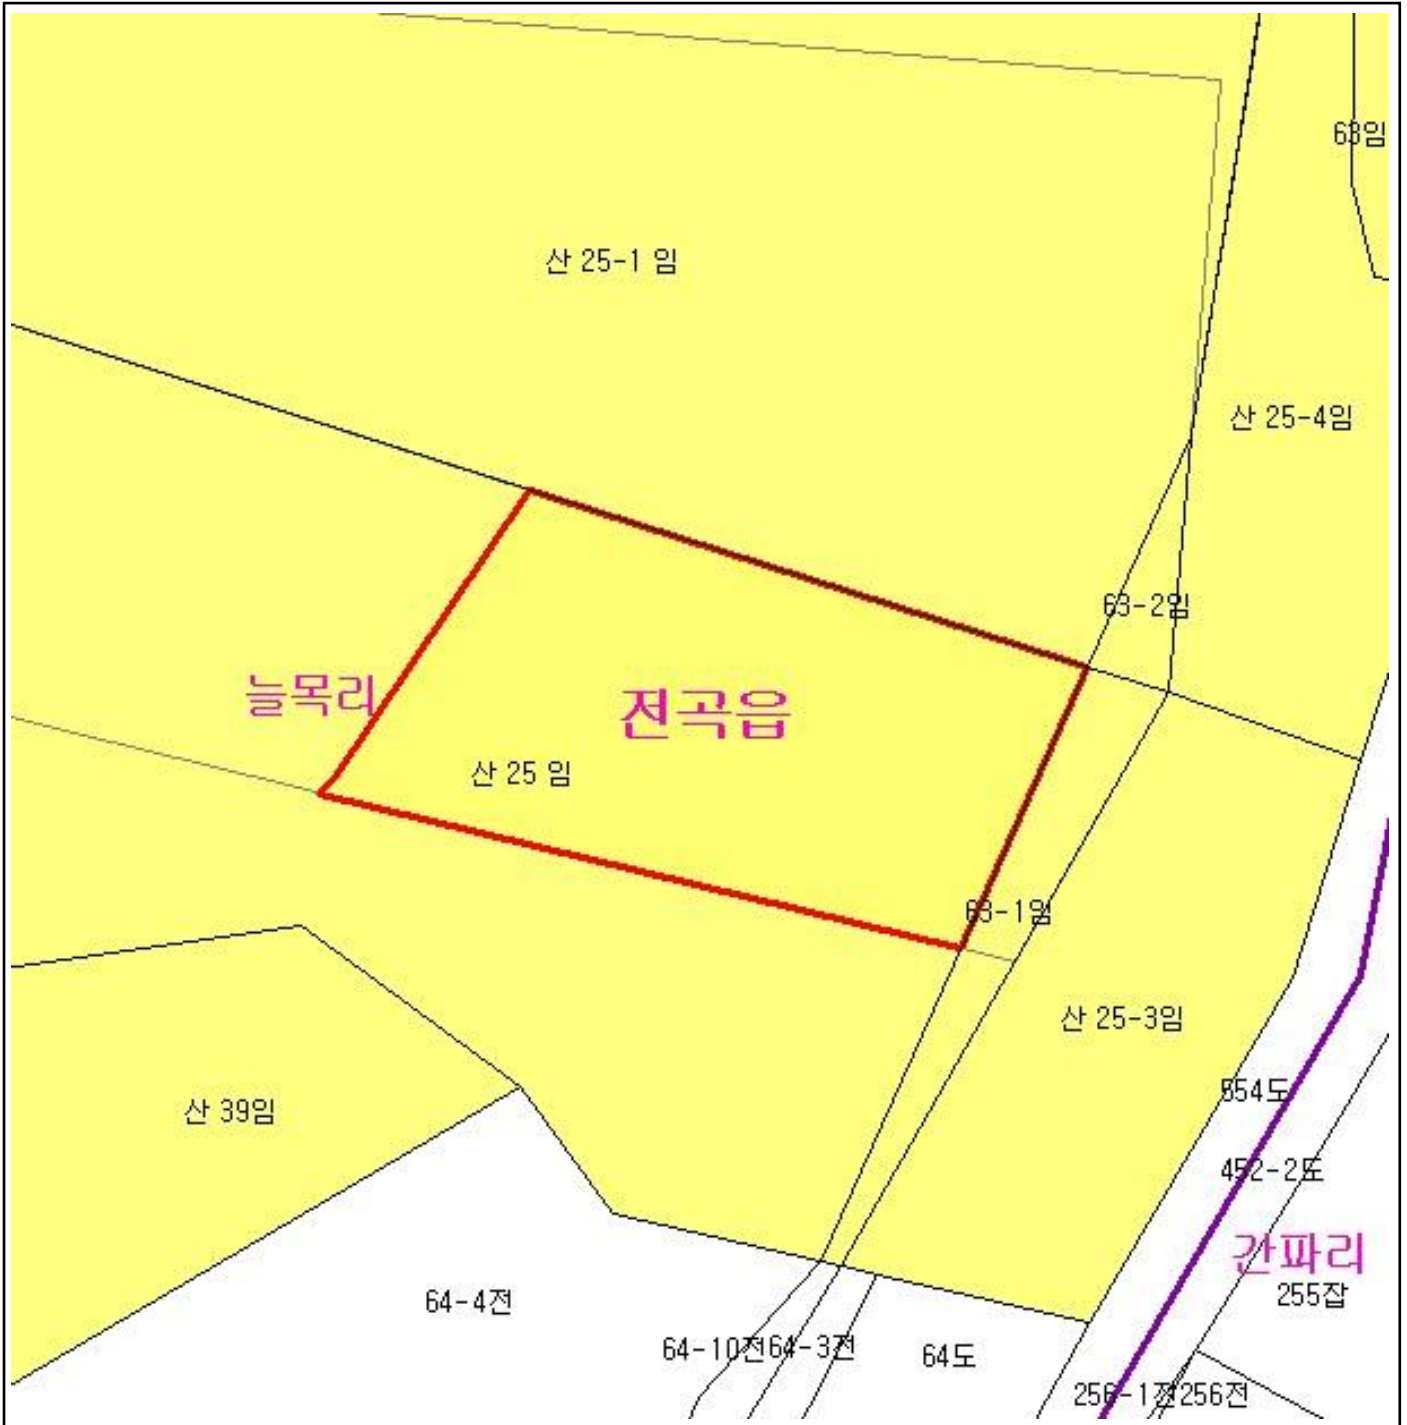 63임
산 25-1 임
산 25-4임
63-2임
늘목리
전곡읍
산 25 임
63-1임
산 25-3임
554도
산 39임
452-2도
간파리
255잡
64-4전
64-10전
64-3전
64도
256-1전
256전